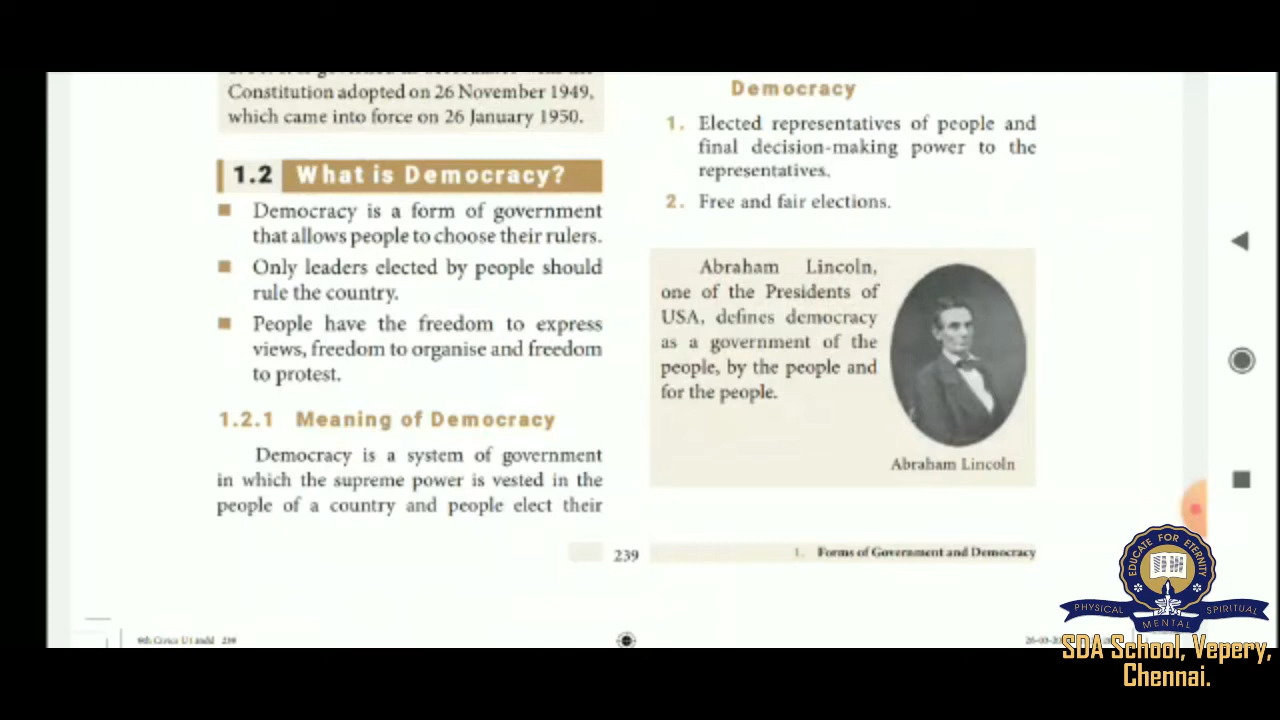 Constitution adopted on 26 November 1949,
which came into force on 26 January 1950.
1.2 What is Democracy?
■ Democracy is a form of government
that allows people to choose their rulers.
■ Only leaders elected by people should
rule the country.
■ People have the freedom to express
views, freedom to organise and freedom
to protest.
1.2.1 Meaning of Democracy
Democracy is a system of government
in which the supreme power is vested in the
people of a country and people elect their
Democracy
1. Elected representatives of people and
final decision-making power to the
representatives.
2. Free and fair elections.
Abraham Lincoln,
one of the Presidents of
USA, defines democracy
as a government of the
people, by the people and
for the people.
Abraham Lincoln
239
1. Forms of Government and Democracy
9th Civics U1.indd 239
EDUCATE FOR ETERNITY
PHYSICAL
MENTAL
SPIRITUAL
SDA School, Vepery,
Chennai.